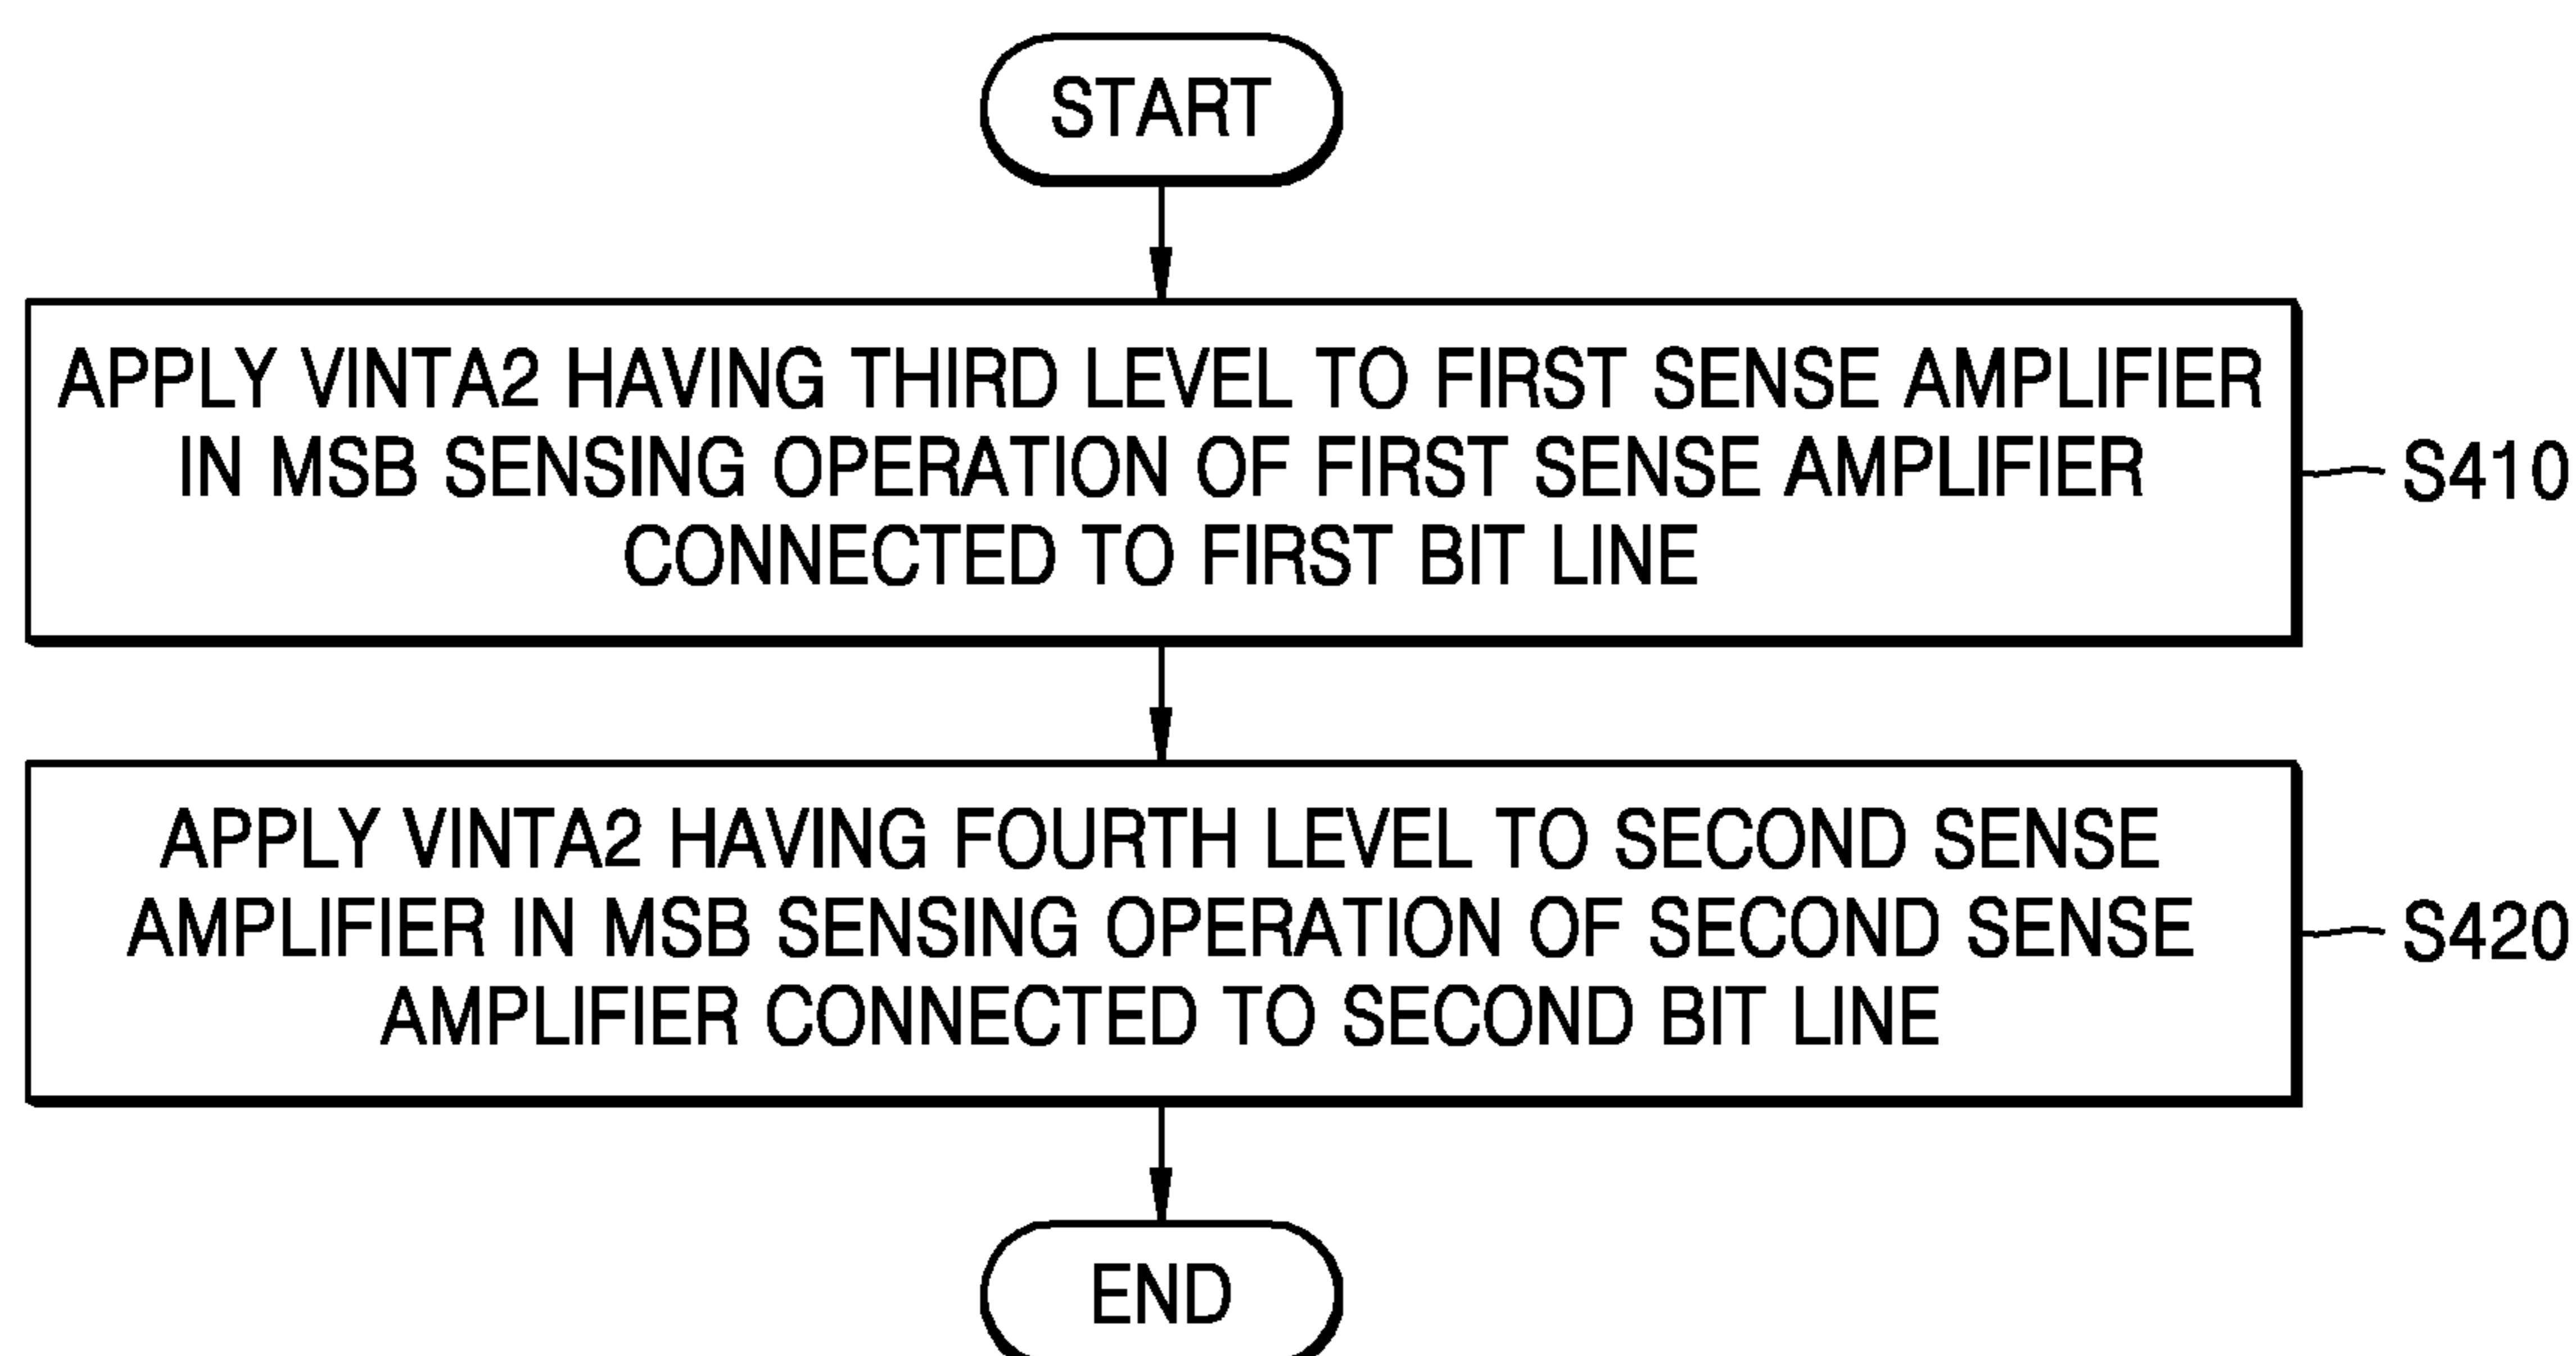 START
APPLY VINTA2 HAVING THIRD LEVEL TO FIRST SENSE AMPLIFIER
IN MSB SENSING OPERATION OF FIRST SENSE AMPLIFIER
CONNECTED TO FIRST BIT LINE
S410
APPLY VINTA2 HAVING FOURTH LEVEL TO SECOND SENSE
AMPLIFIER IN MSB SENSING OPERATION OF SECOND SENSE
AMPLIFIER CONNECTED TO SECOND BIT LINE
S420
END